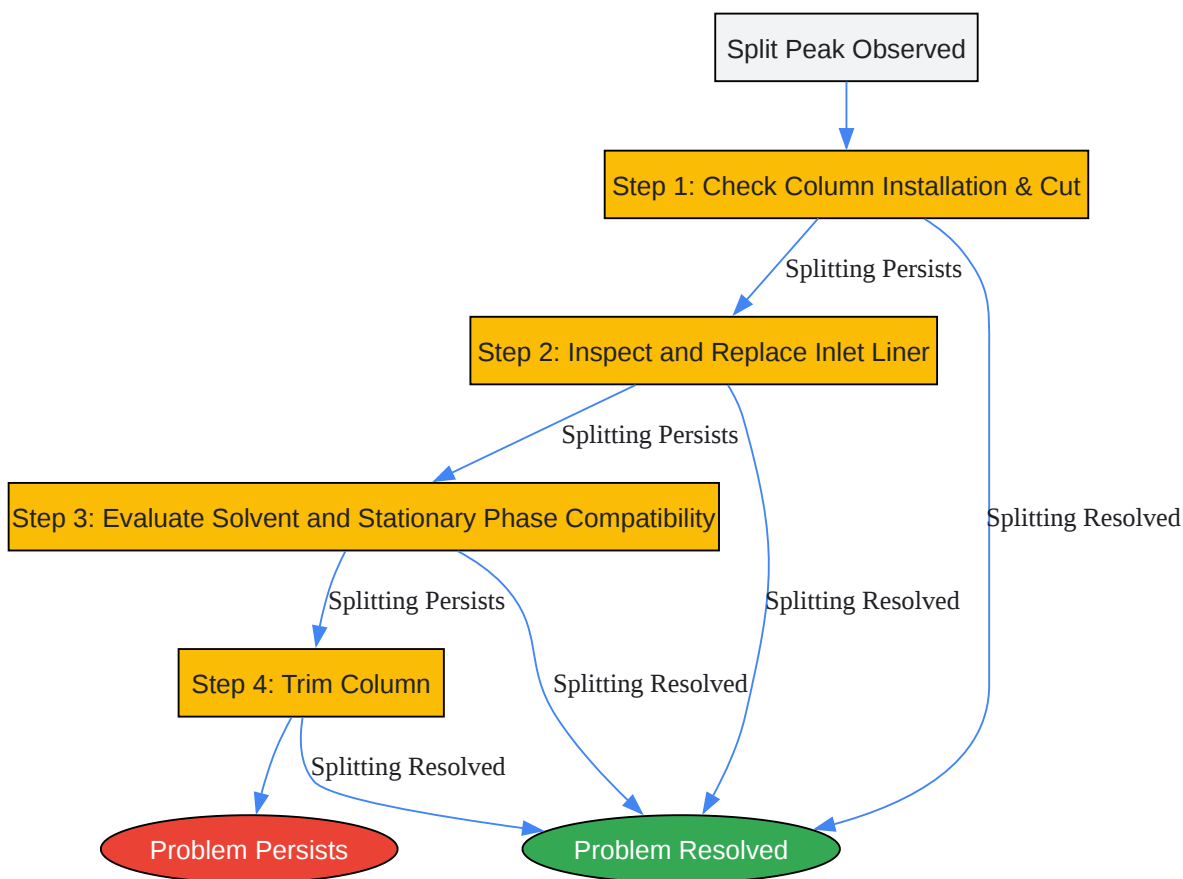 Split Peak Observed
Step 1: Check Column Installation & Cut
Splitting Persists
Step 2: Inspect and Replace Inlet Liner
Splitting Persists
Step 3: Evaluate Solvent and Stationary Phase Compatibility
Splitting Resolved
Splitting Persists
Splitting Resolved
Step 4: Trim Column
Splitting Resolved
Splitting Resolved
Problem Persists
Problem Resolved